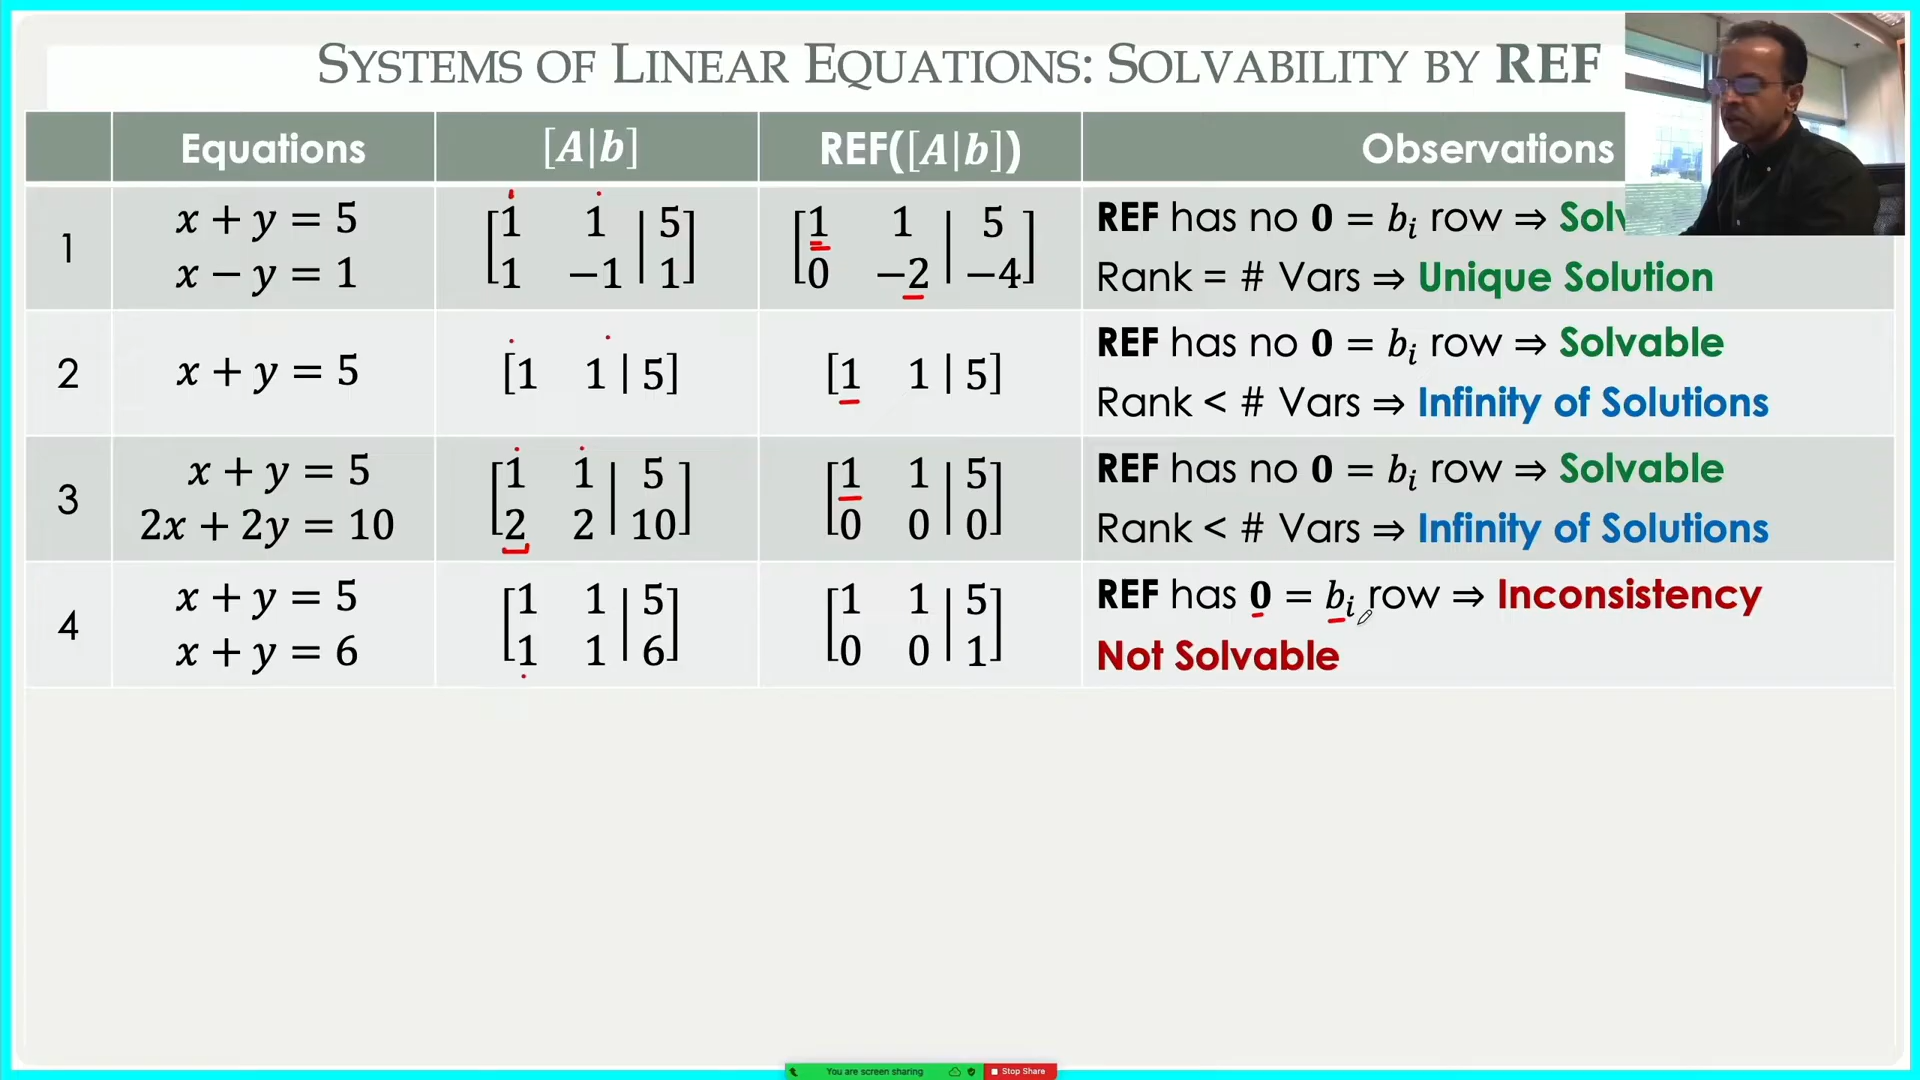 SYSTEMS OF LINEAR EQUATIONS: SOLVABILITY BY REF
Equations [A|b] REF([A|b]) Observations
1
x + y = 5
x − y = 1
[1 1 | 5]
[1 −1 | 1]
[1 1 | 5]
[0 −2 | −4]
REF has no 0 = bᵢ row ⇒
Rank = # Vars ⇒ Unique Solution
2
x + y = 5
[1 1 | 5]
[1 1 | 5]
REF has no 0 = bᵢ row ⇒ Solvable
Rank < # Vars ⇒ Infinity of Solutions
3
x + y = 5
2x + 2y = 10
[1 1 | 5]
[2 2 | 10]
[1 1 | 5]
[0 0 | 0]
REF has no 0 = bᵢ row ⇒ Solvable
Rank < # Vars ⇒ Infinity of Solutions
4
x + y = 5
x + y = 6
[1 1 | 5]
[1 1 | 6]
[1 1 | 5]
[0 0 | 1]
REF has 0 = bᵢ row ⇒ Inconsistency
Not Solvable
You are screen sharing Stop Share